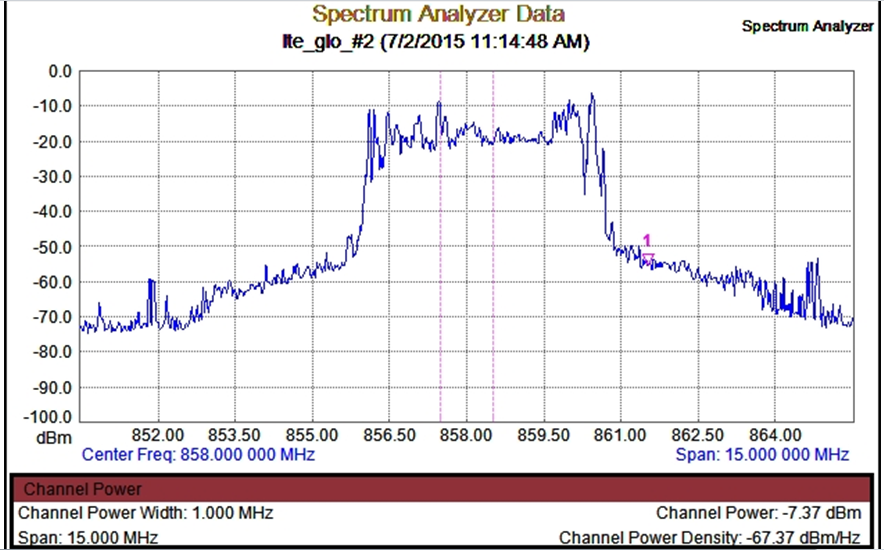 Spectrum Analyzer Data
lte_glo_#2 (7/2/2015 11:14:48 AM)
Spectrum Analyzer
0.0
-10.0
-20.0
-30.0
-40.0
-50.0
-60.0
-70.0
-80.0
-90.0
-100.0
dBm
1
852.00 853.50 855.00 856.50 858.00 859.50 861.00 862.50 864.00
Center Freq: 858.000 000 MHz
Span: 15.000 000 MHz
Channel Power
Channel Power Width: 1.000 MHz
Channel Power: -7.37 dBm
Span: 15.000 MHz
Channel Power Density: -67.37 dBm/Hz